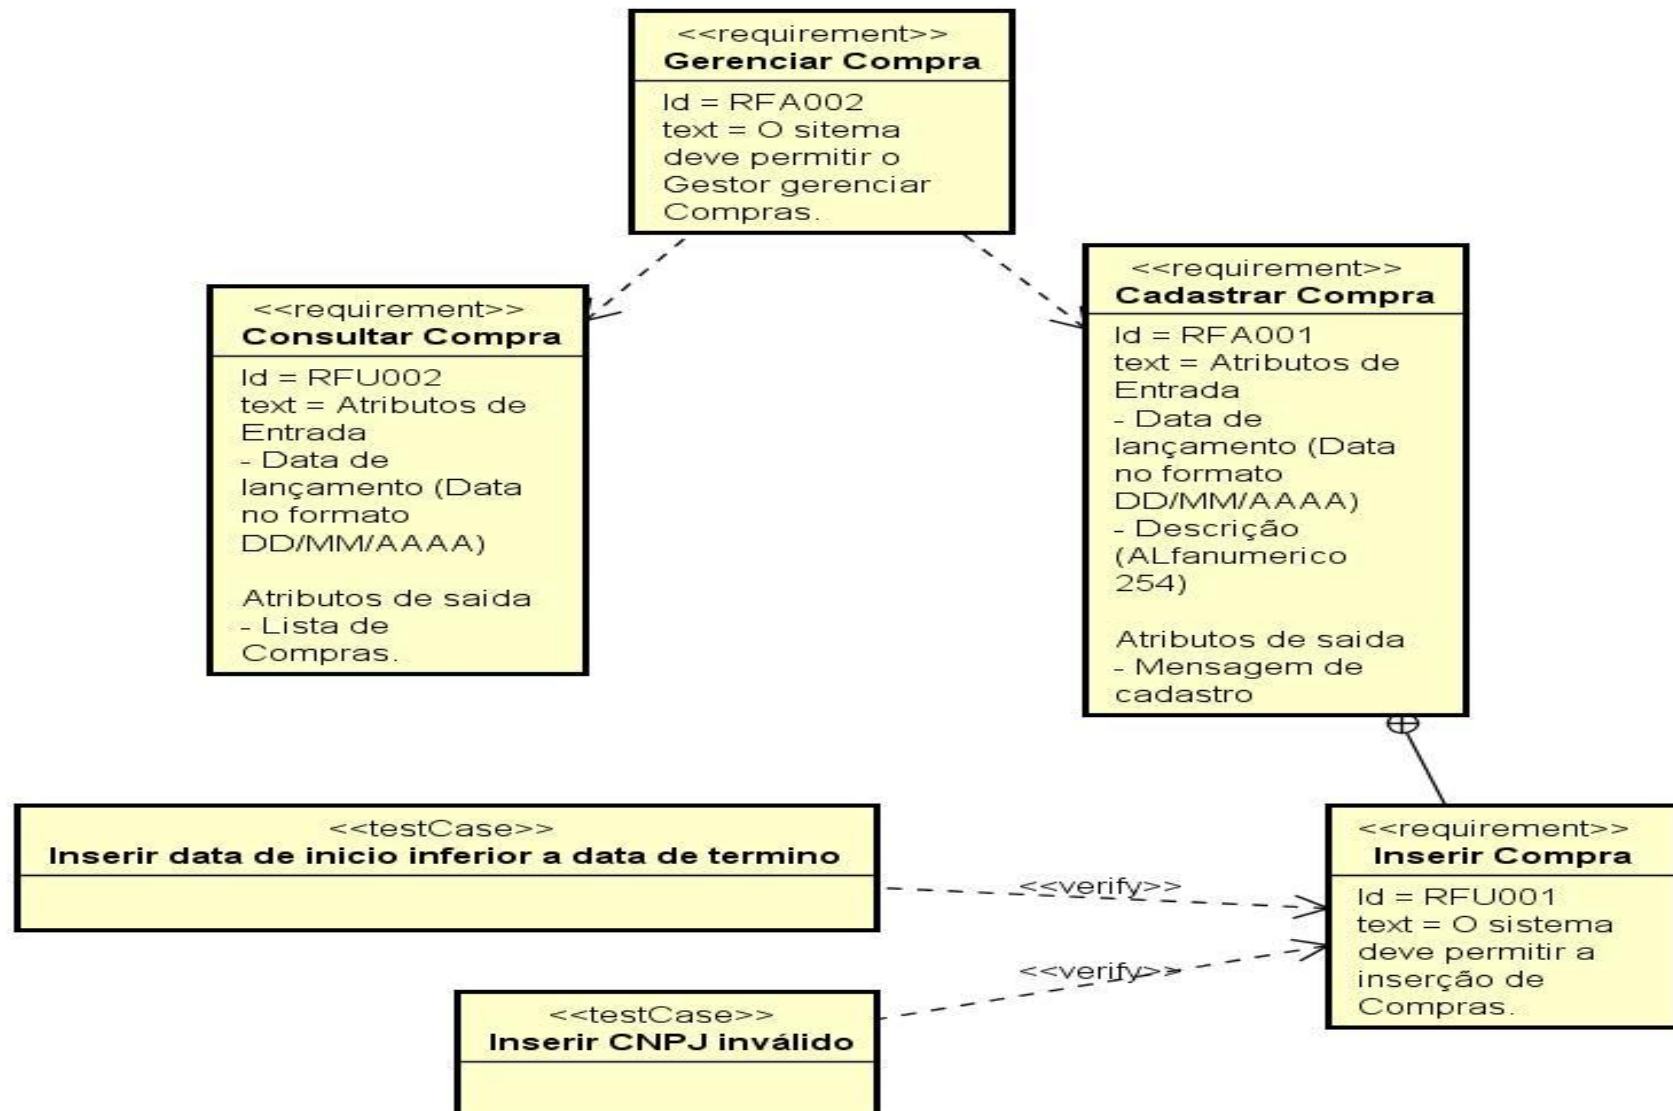 <<requirement>>
Gerenciar Compra
Id = RFA002
text = O sitema
deve permitir o
Gestor gerenciar
Compras.
<<requirement>>
Consultar Compra
Id = RFU002
text = Atributos de
Entrada
- Data de
lançamento (Data
no formato
DD/MM/AAAA)
Atributos de saida
- Lista de
Compras.
<<requirement>>
Cadastrar Compra
Id = RFA001
text = Atributos de
Entrada
- Data de
lançamento (Data
no formato
DD/MM/AAAA)
- Descrição
(ALfanumerico
254)
Atributos de saida
- Mensagem de
cadastro
<<testCase>>
Inserir data de inicio inferior a data de termino
<<verify>>
<<requirement>>
Inserir Compra
Id = RFU001
text = O sistema
deve permitir a
inserção de
Compras.
<<verify>>
<<testCase>>
Inserir CNPJ inválido